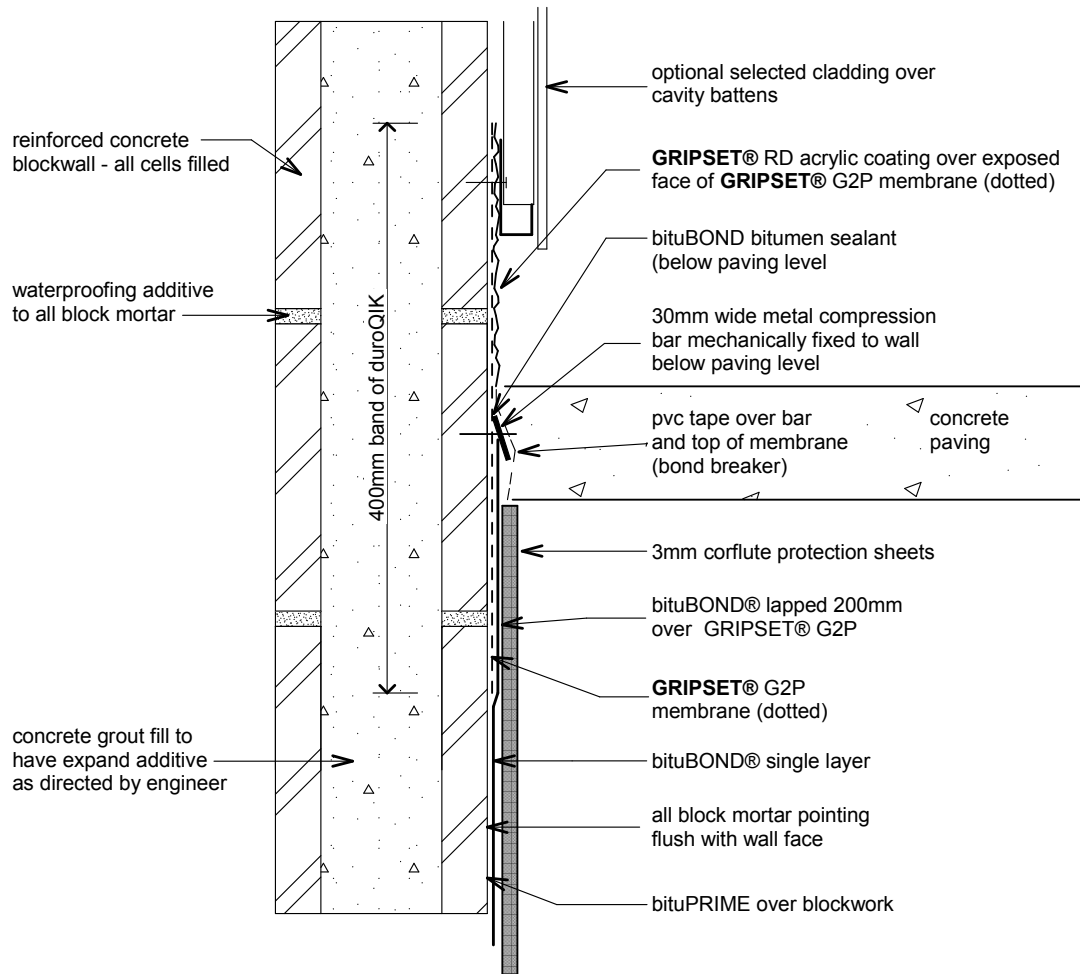 reinforced concrete
blockwall - all cells filled
waterproofing additive
to all block mortar
concrete grout fill to
have expand additive
as directed by engineer
400mm band of duroQIK
optional selected cladding over
cavity battens
GRIPSET® RD acrylic coating over exposed
face of GRIPSET® G2P membrane (dotted)
bituBOND bitumen sealant
(below paving level
30mm wide metal compression
bar mechanically fixed to wall
below paving level
pvc tape over bar
and top of membrane
(bond breaker)
concrete
paving
3mm corflute protection sheets
bituBOND® lapped 200mm
over GRIPSET® G2P
GRIPSET® G2P
membrane (dotted)
bituBOND® single layer
all block mortar pointing
flush with wall face
bituPRIME over blockwork